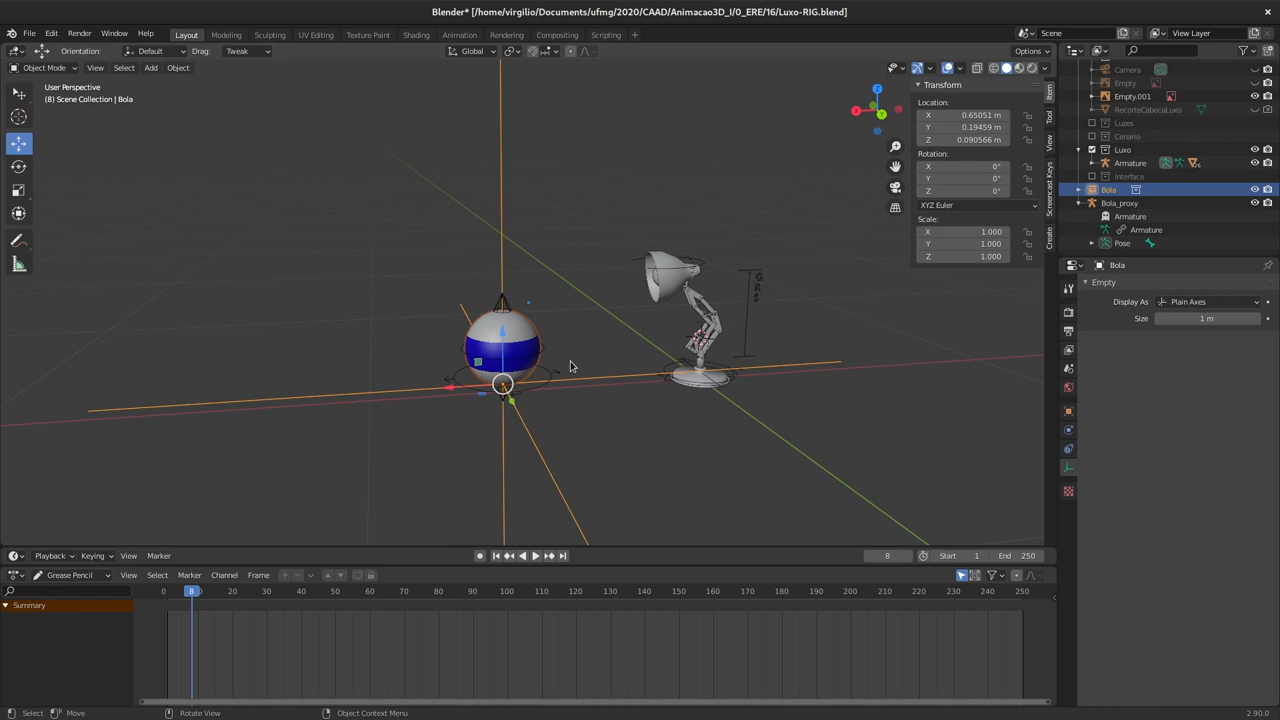 Blender* [/home/virgilio/Documents/ufmg/2020/CAAD/Animacao3D_I/0_ERE/16/Luxo-RIG.blend]
File Edit Render Window Help Layout Modeling Sculpting UV Editing Texture Paint Shading Animation Rendering Compositing Scripting + Scene View Layer
Orientation: Default Drag: Tweak Global Options
Object Mode View Select Add Object
User Perspective
(8) Scene Collection | Bola
Z
X
Y
G
R
S
Transform
Location:
X 0.65051 m
Y 0.19459 m
Z 0.090566 m
Rotation:
X 0°
Y 0°
Z 0°
XYZ Euler
Scale:
X 1.000
Y 1.000
Z 1.000
Item
Tool
View
Screencast Keys
Create
Camera
Empty
Empty.001
RecorteCabecaLuxo
Luzes
Cenario
Luxo
Armature
Interface
Bola
Bola_proxy
Armature
Armature
Pose
Bola
Empty
Display As Plain Axes
Size 1 m
Playback Keying View Marker 8 Start 1 End 250
Grease Pencil View Select Marker Channel Frame
0 8 20 30 40 50 60 70 80 90 100 110 120 130 140 150 160 170 180 190 200 210 220 230 240 250
Summary
Select Move Rotate View Object Context Menu 2.90.0